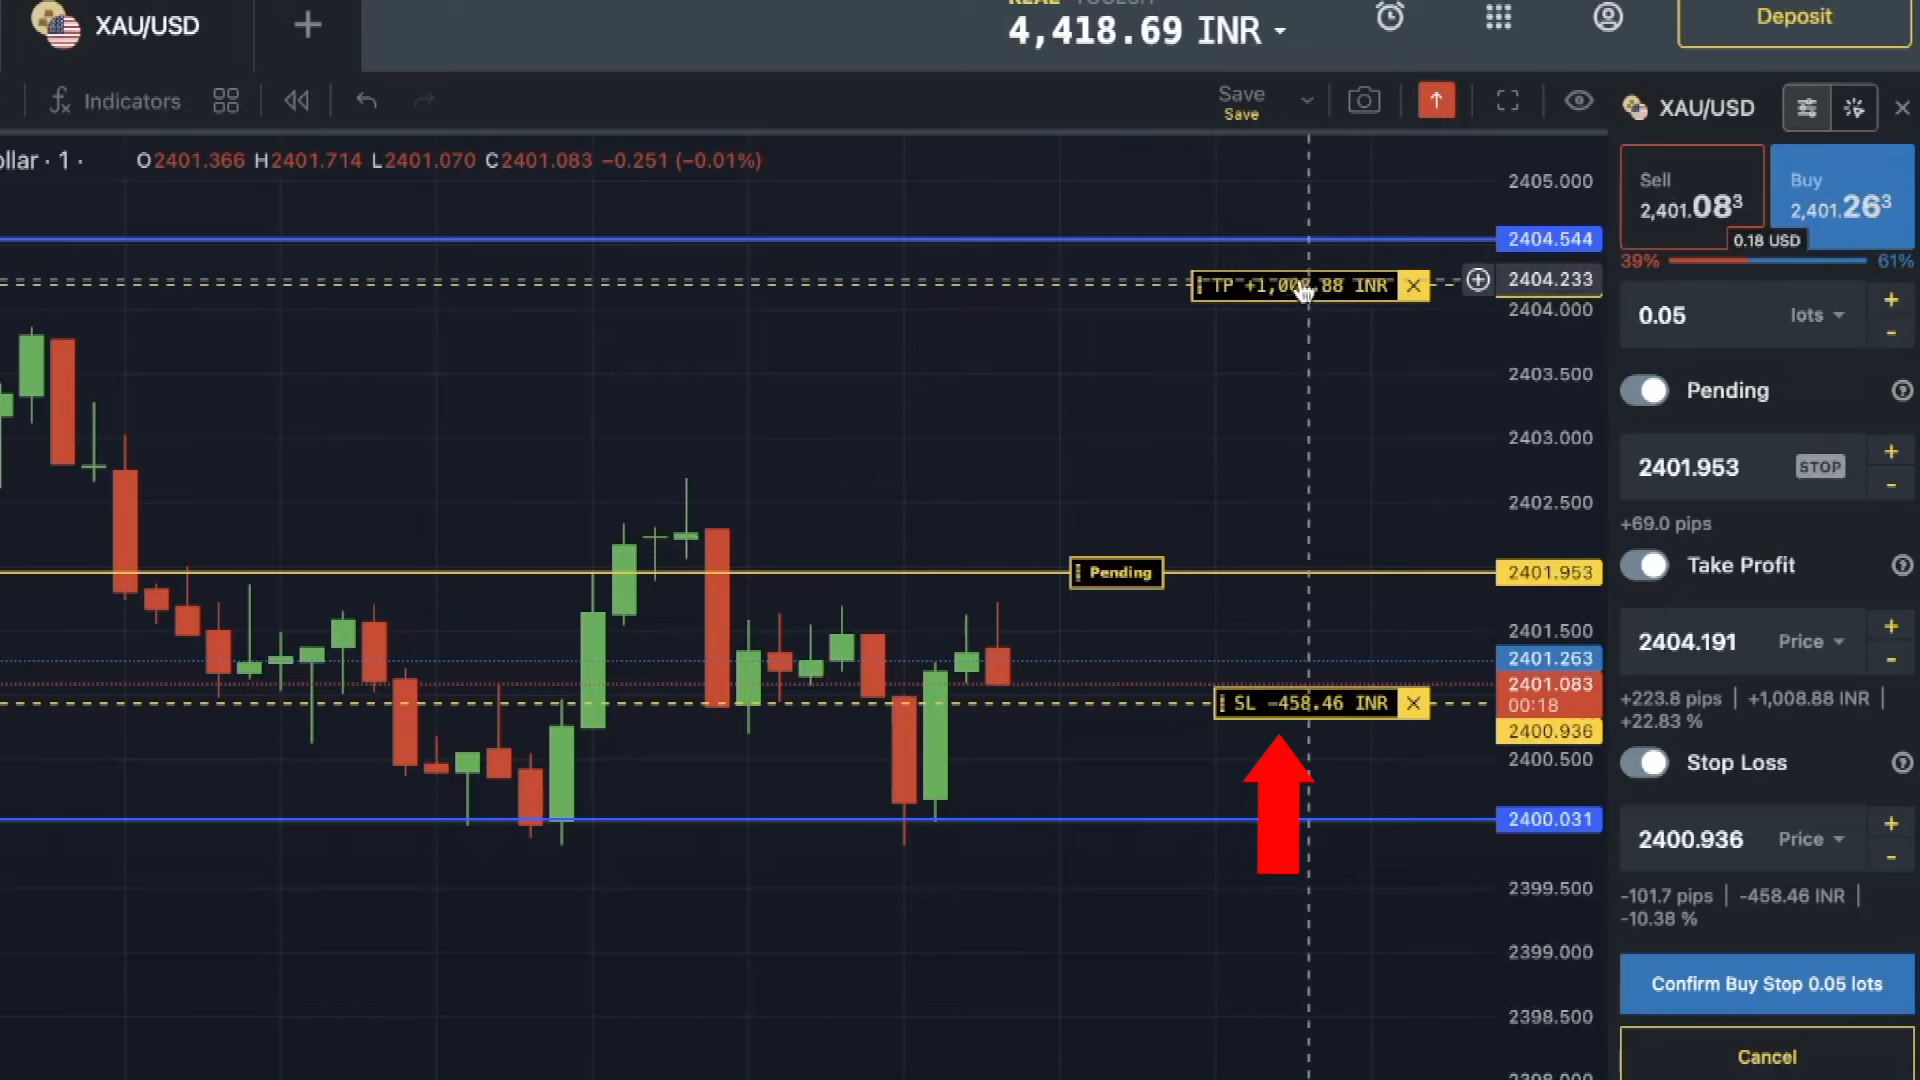 XAU/USD
4,418.69 INR
Deposit
Indicators
Save
Save
XAU/USD
ollar · 1 ·
O2401.366 H2401.714 L2401.070 C2401.083 −0.251 (−0.01%)
Sell
2,401.08³
Buy
2,401.26³
0.18 USD
39%
61%
2405.000
2404.544
TP +1,008.88 INR
2404.233
2404.000
2403.500
2403.000
2402.500
Pending
2401.953
2401.500
2401.263
2401.083
00:18
SL −458.46 INR
2400.936
2400.500
2400.031
2399.500
2399.000
2398.500
2398.000
0.05 lots
Pending
2401.953 STOP
+69.0 pips
Take Profit
2404.191 Price
+223.8 pips | +1,008.88 INR |
+22.83 %
Stop Loss
2400.936 Price
-101.7 pips | -458.46 INR |
-10.38 %
Confirm Buy Stop 0.05 lots
Cancel